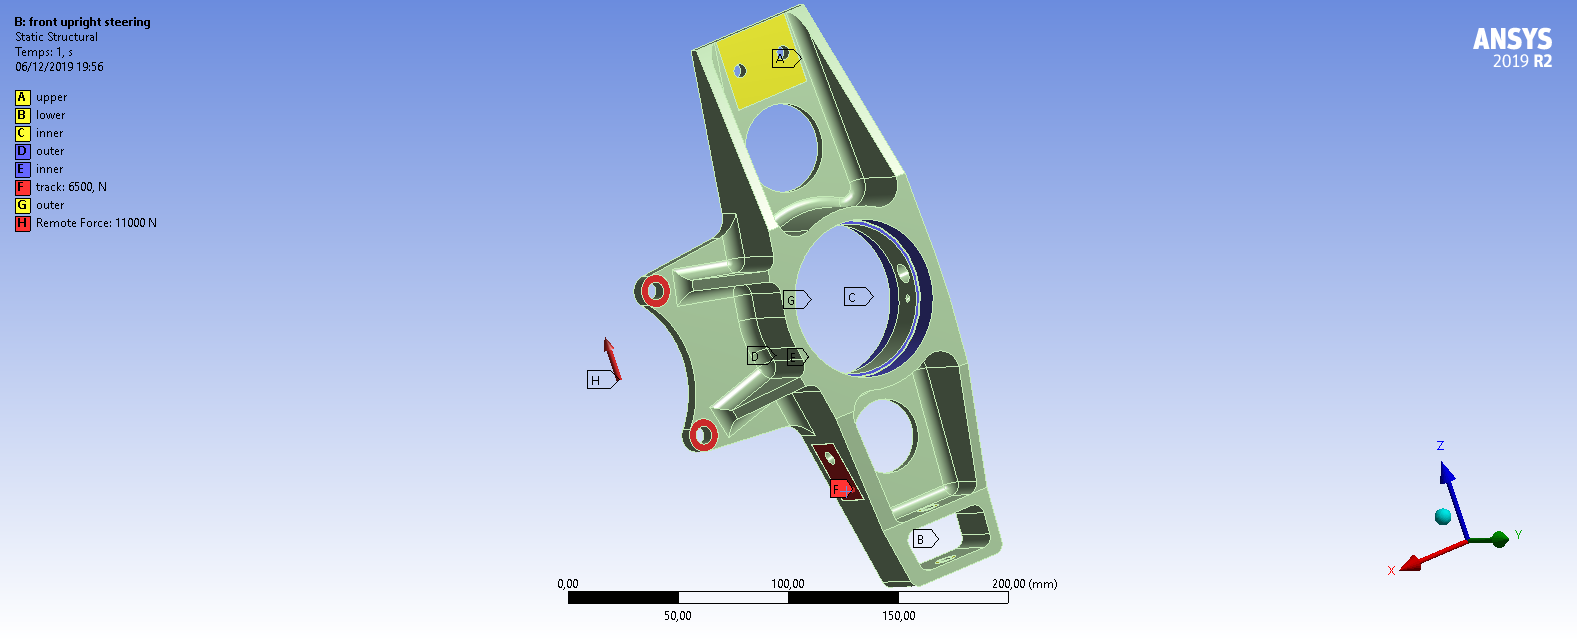 B: front upright steering
Static Structural
Temps: 1, s
06/12/2019 19:56
A upper
B lower
C inner
D outer
E inner
F track: 6500, N
G outer
H Remote Force: 11000 N
ANSYS
2019 R2
A
G
C
D
E
H
F
B
Z
Y
X
0,00
100,00
200,00 (mm)
50,00
150,00